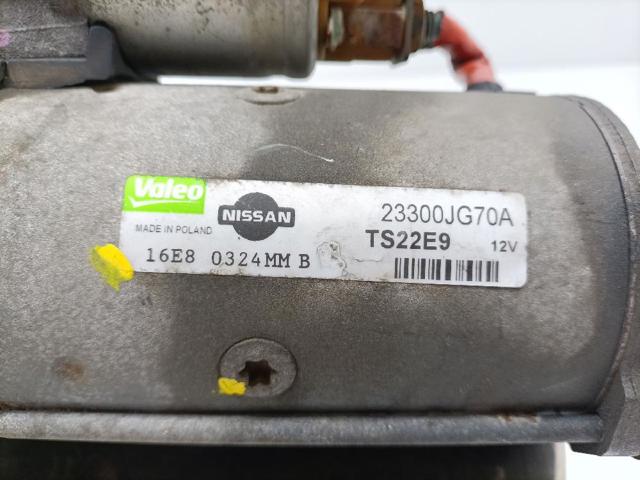 Valeo
NISSAN
23300JG70A
MADE IN POLAND
TS22E9
12V
16E8 0324MM B